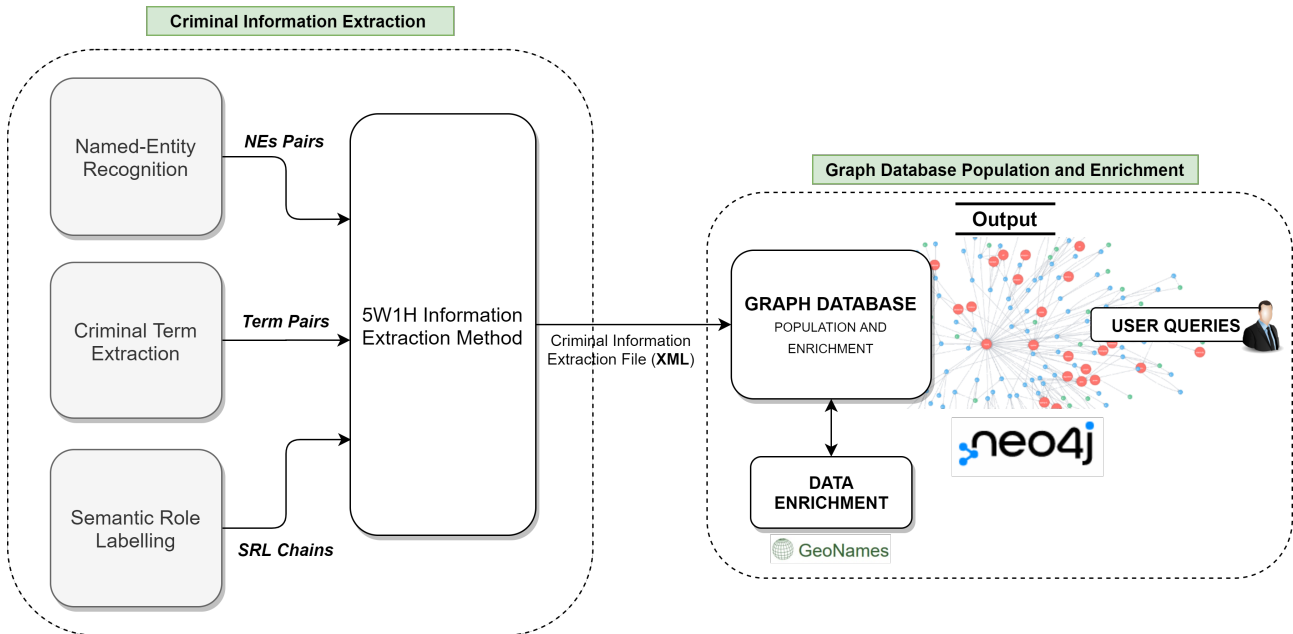 Criminal Information Extraction
Named-Entity
Recognition
NEs Pairs
Criminal Term
Extraction
Term Pairs
Semantic Role
Labelling
SRL Chains
5W1H Information
Extraction Method
Criminal Information
Extraction File (XML)
Graph Database Population and Enrichment
Output
GRAPH DATABASE
POPULATION AND
ENRICHMENT
USER QUERIES
neo4j
DATA
ENRICHMENT
GeoNames